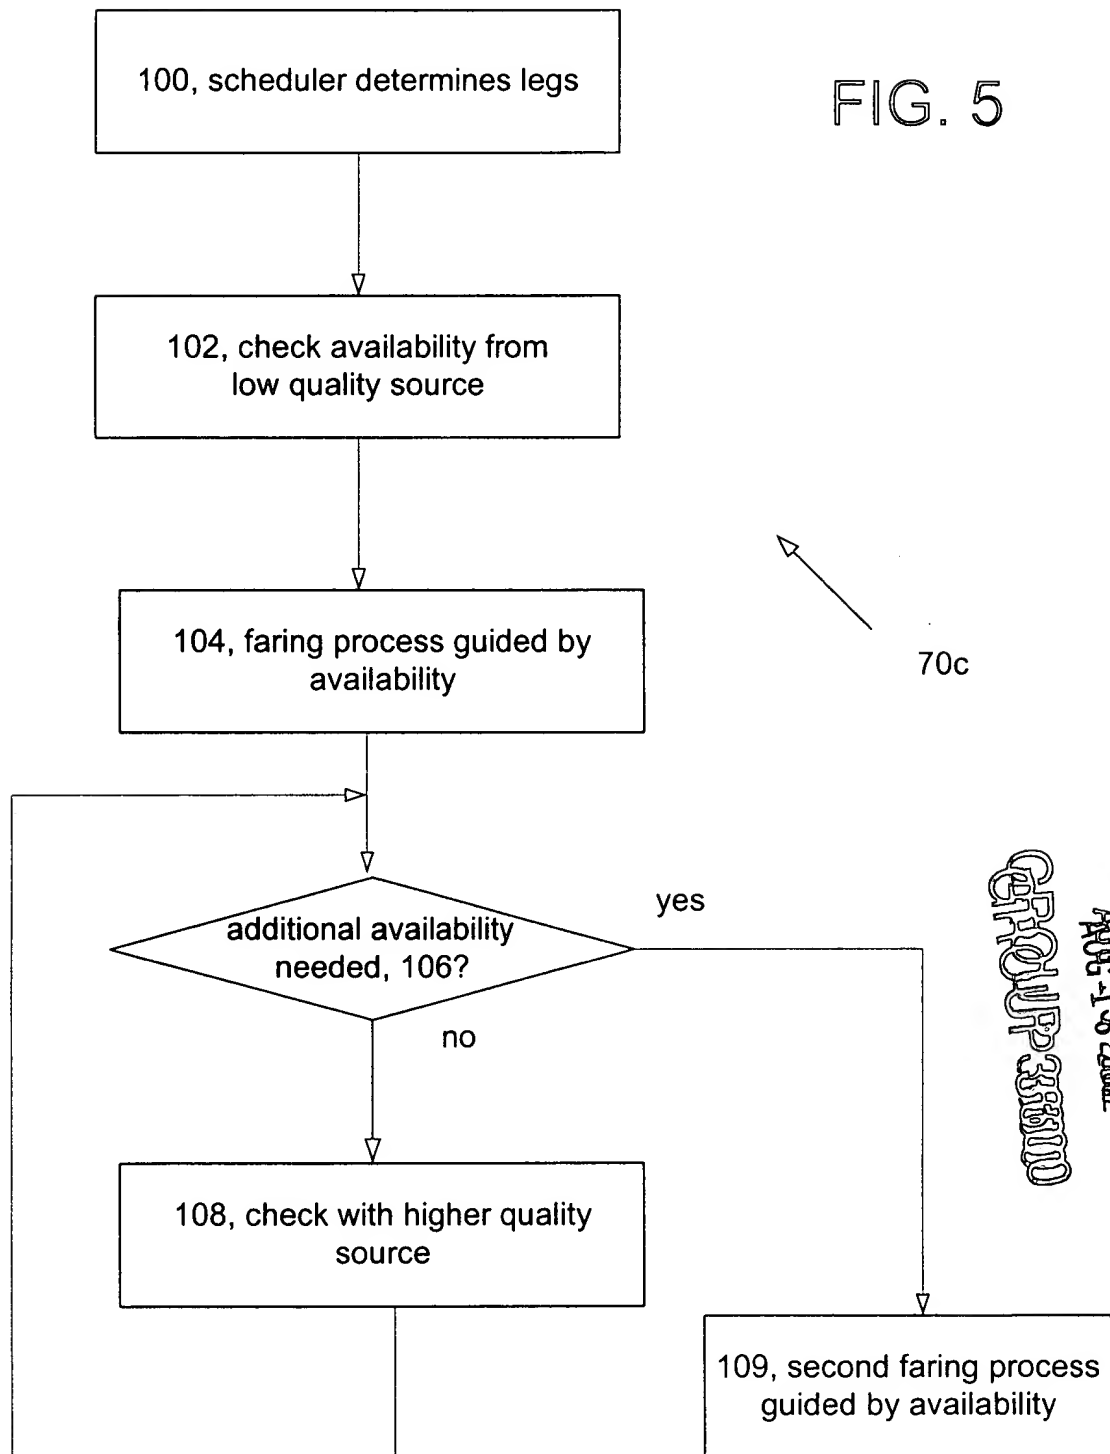 FIG. 5
100, scheduler determines legs
102, check availability from
low quality source
104, faring process guided by
availability
70c
additional availability
needed, 106?
yes
no
108, check with higher quality
source
109, second faring process
guided by availability
GROUP 3600